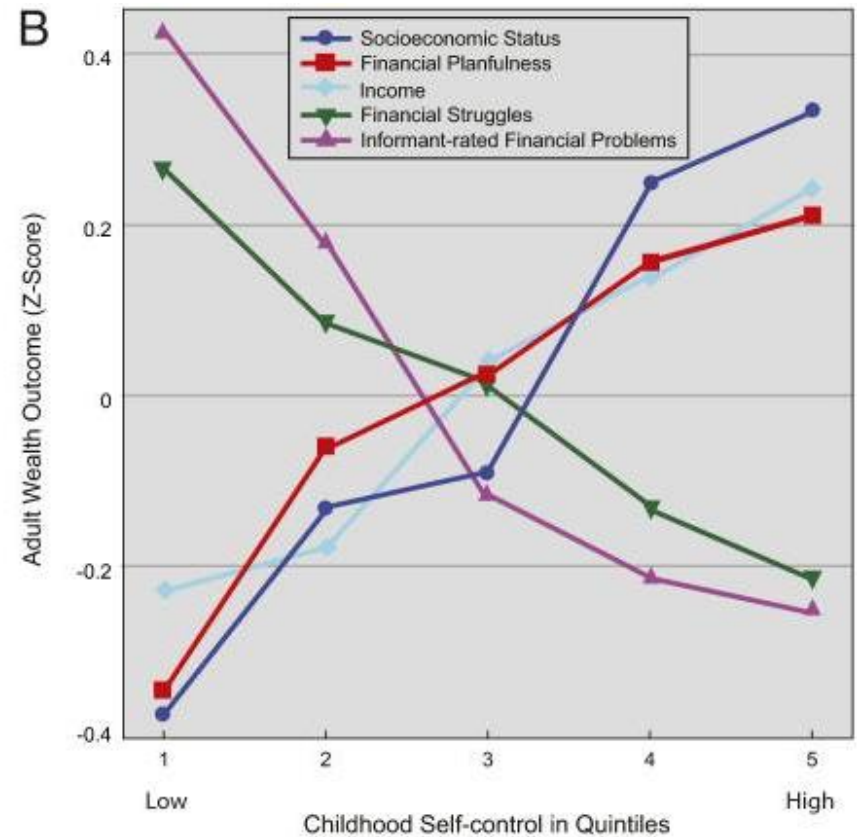 B
Socioeconomic Status
Financial Planfulness
Income
Financial Struggles
Informant-rated Financial Problems
Adult Wealth Outcome (Z-Score)
0.4
0.2
0
-0.2
-0.4
1 2 3 4 5
Low High
Childhood Self-control in Quintiles